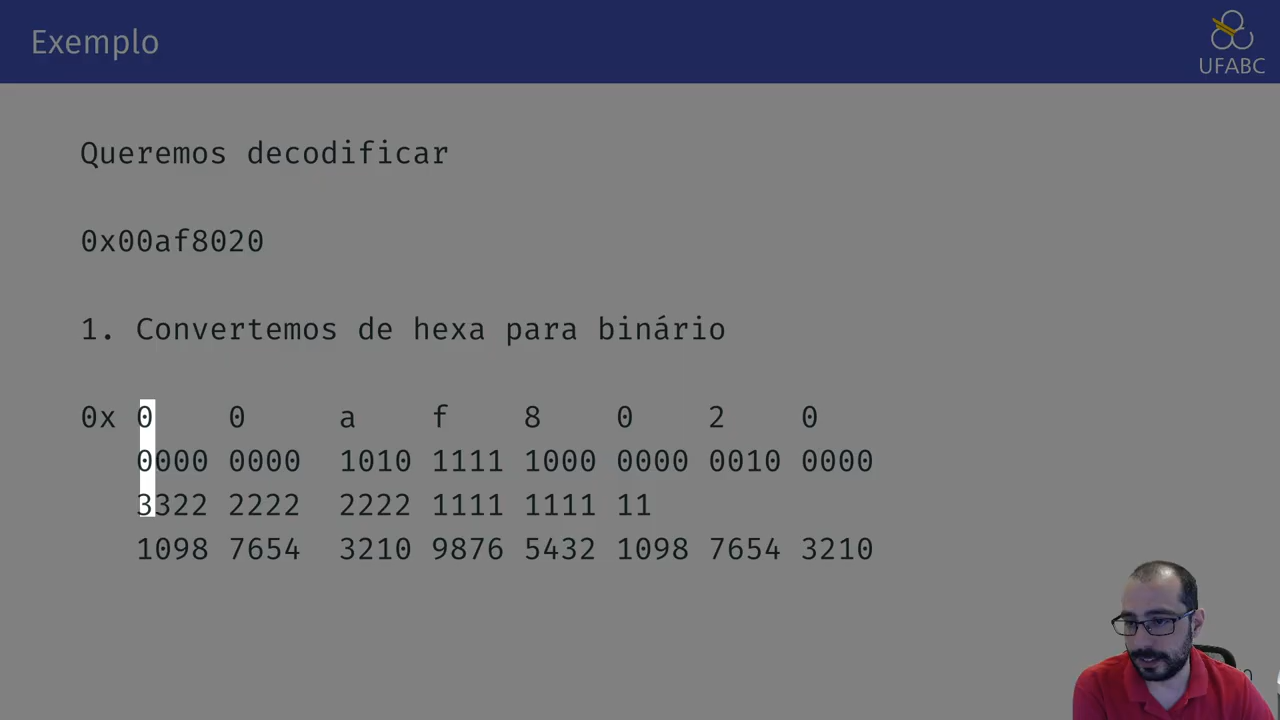 Exemplo
UFABC
Queremos decodificar
0x00af8020
1. Convertemos de hexa para binário
0x 0 0 a f 8 0 2 0
0000 0000 1010 1111 1000 0000 0010 0000
3322 2222 2222 1111 1111 11
1098 7654 3210 9876 5432 1098 7654 3210